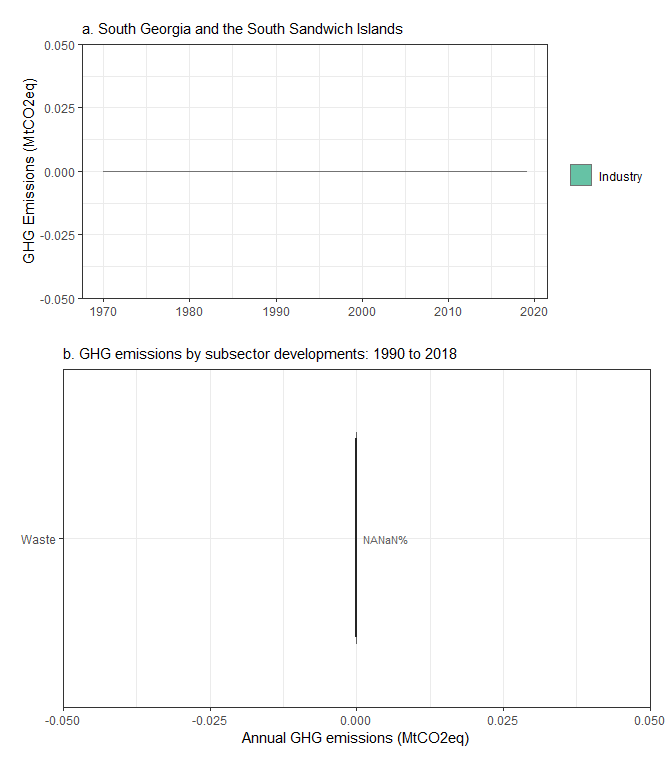 a. South Georgia and the South Sandwich Islands
GHG Emissions (MtCO2eq)
0.050
0.025
0.000
-0.025
-0.050
1970 1980 1990 2000 2010 2020
Industry
b. GHG emissions by subsector developments: 1990 to 2018
Waste
NANaN%
-0.050 -0.025 0.000 0.025 0.050
Annual GHG emissions (MtCO2eq)